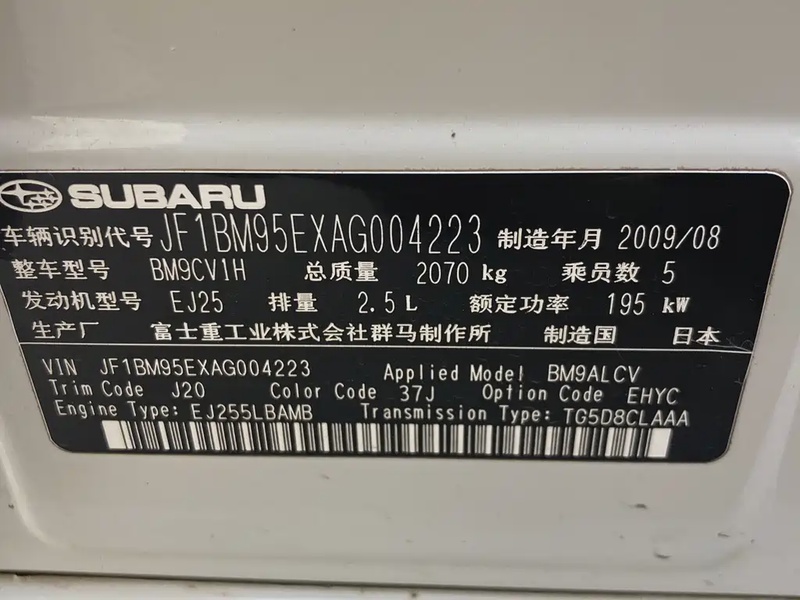 SUBARU
车辆识别代号 JF1BM95EXAG004223 制造年月 2009/08
整车型号 BM9CV1H 总质量 2070 kg 乘员数 5
发动机型号 EJ25 排量 2.5 L 额定功率 195 kW
生产厂 富士重工业株式会社群马制作所 制造国 日本
VIN JF1BM95EXAG004223 Applied Model BM9ALCV
Trim Code J20 Color Code 37J Option Code EHYC
Engine Type: EJ255LBAMB Transmission Type: TG5D8CLAAA